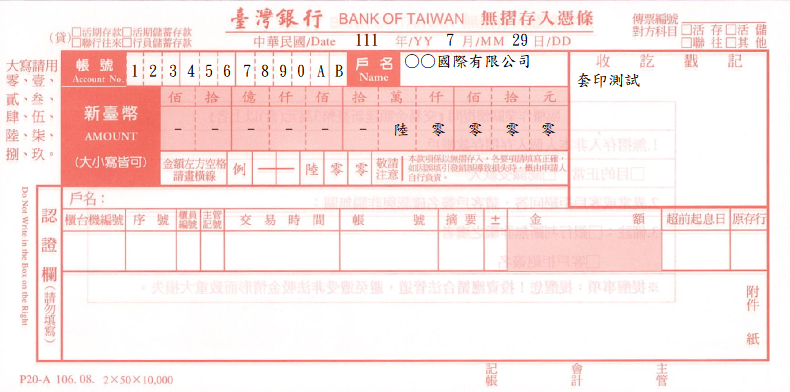 臺灣銀行 BANK OF TAIWAN 無摺存入憑條
(貸) □活期存款 □活期儲蓄存款
□聯行往來 □行員儲蓄存款
中華民國/Date 111 年/YY 7 月/MM 29 日/DD
傳票編號
對方科目 □活存 □活儲
□聯往 □其他
大寫請用零、壹、貳、叁、肆、伍、陸、柒、捌、玖。
帳號 Account No. 1 2 3 4 5 6 7 8 9 0 A B
戶名 Name ○○國際有限公司
收訖戳記
套印測試
新臺幣 AMOUNT (大小寫皆可)
佰 拾 億 仟 佰 拾 萬 仟 佰 拾 元
- - - - - - 陸 零 零 零 零
金額左方空格請畫橫線 例 一 陸 零 零 敬請注意
本款項係以無摺存入，各要項請填寫正確，
如因誤填引發錯誤導致損失時，概由申請人
自行負責。
認證欄(請勿填寫)
Do Not Write in the Box on the Right
戶名：
櫃台機編號 序號 櫃員編號 主管記號 交易時間 帳號 摘要 ± 金額 超前起息日 原存行
附件 紙
P20-A 106. 08. 2×50×10,000
記帳 會計 主管